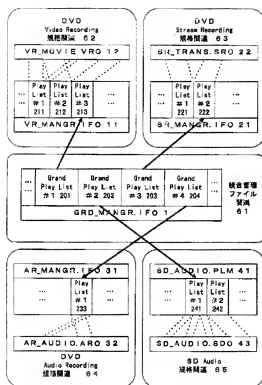 DVD
Video Recording
規格関連 62
VR_MOVIE.VRO 12
… Play List #1 211 Play List #2 212 Play List #3 213 …
VR_MANGR.IFO 11
DVD
Stream Recording
規格関連 63
SR_TRANS.SRO 22
… Play List #1 221 Play List #2 222 …
SR_MANGR.IFO 21
… Grand Play List #1 201 Grand Play List #2 202 Grand Play List #3 203 Grand Play List #4 204 …
GRD_MANGR.IFO 1
統合管理
ファイル
関連
61
AR_MANGR.IFO 31
… Play List #1 233 …
AR_AUDIO.ARO 32
DVD
Audio Recording
規格関連 64
SD_AUDIO.PLM 41
… Play List #1 241 Play List #2 242 …
SD_AUDIO.SDO 43
SD Audio
規格関連 65